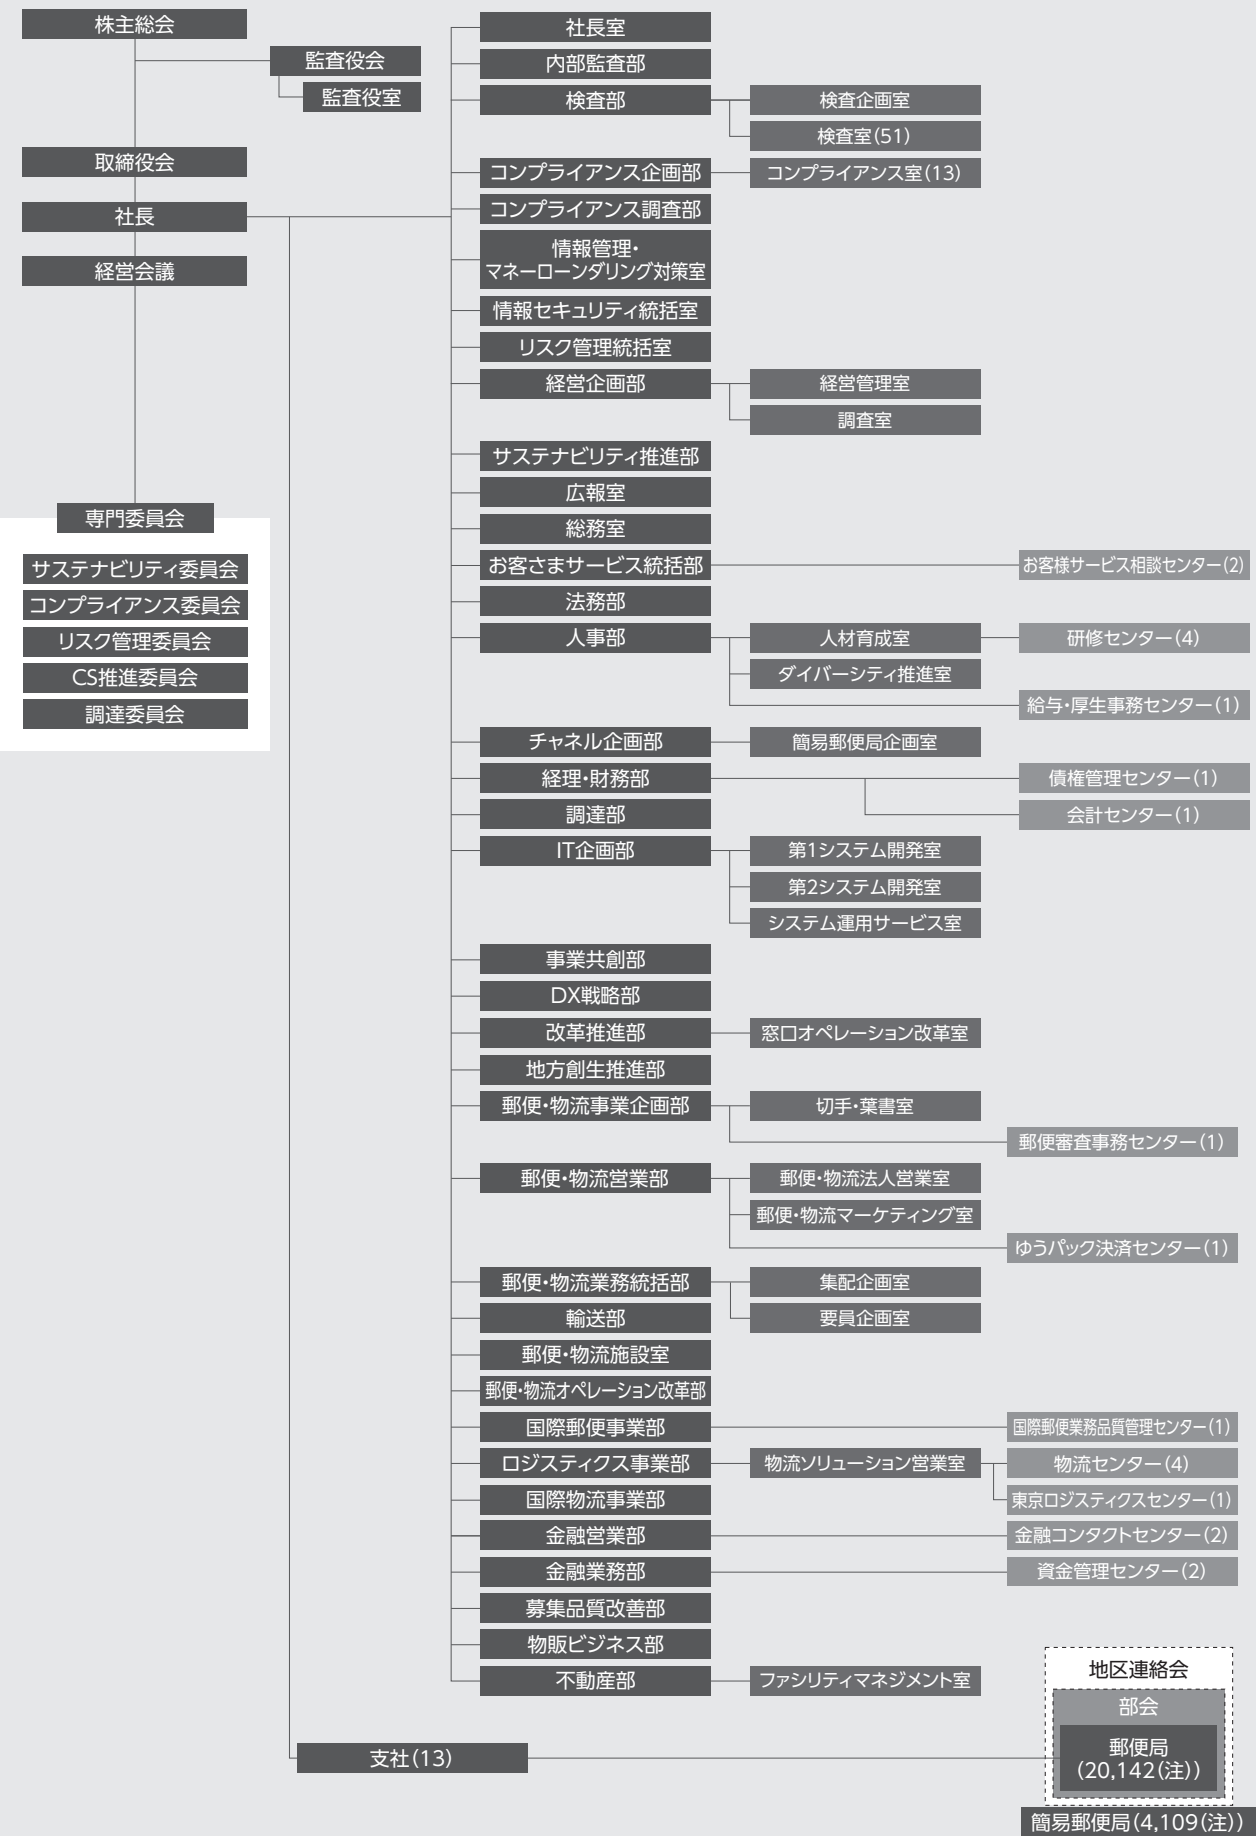 株主総会
監査役会
監査役室
取締役会
社長
経営会議
専門委員会
サステナビリティ委員会
コンプライアンス委員会
リスク管理委員会
CS推進委員会
調達委員会
社長室
内部監査部
検査部
検査企画室
検査室(51)
コンプライアンス企画部
コンプライアンス室(13)
コンプライアンス調査部
情報管理・
マネーローンダリング対策室
情報セキュリティ統括室
リスク管理統括室
経営企画部
経営管理室
調査室
サステナビリティ推進部
広報室
総務室
お客さまサービス統括部
お客様サービス相談センター(2)
法務部
人事部
人材育成室
研修センター(4)
ダイバーシティ推進室
給与・厚生事務センター(1)
チャネル企画部
簡易郵便局企画室
経理・財務部
債権管理センター(1)
会計センター(1)
調達部
IT企画部
第1システム開発室
第2システム開発室
システム運用サービス室
事業共創部
DX戦略部
改革推進部
窓口オペレーション改革室
地方創生推進部
郵便・物流事業企画部
切手・葉書室
郵便審査事務センター(1)
郵便・物流営業部
郵便・物流法人営業室
郵便・物流マーケティング室
ゆうパック決済センター(1)
郵便・物流業務統括部
集配企画室
要員企画室
輸送部
郵便・物流施設室
郵便・物流オペレーション改革部
国際郵便事業部
国際郵便業務品質管理センター(1)
ロジスティクス事業部
物流ソリューション営業室
物流センター(4)
東京ロジスティクスセンター(1)
国際物流事業部
金融営業部
金融コンタクトセンター(2)
金融業務部
資金管理センター(2)
募集品質改善部
物販ビジネス部
不動産部
ファシリティマネジメント室
支社(13)
地区連絡会
部会
郵便局
(20,142(注))
簡易郵便局(4,109(注))